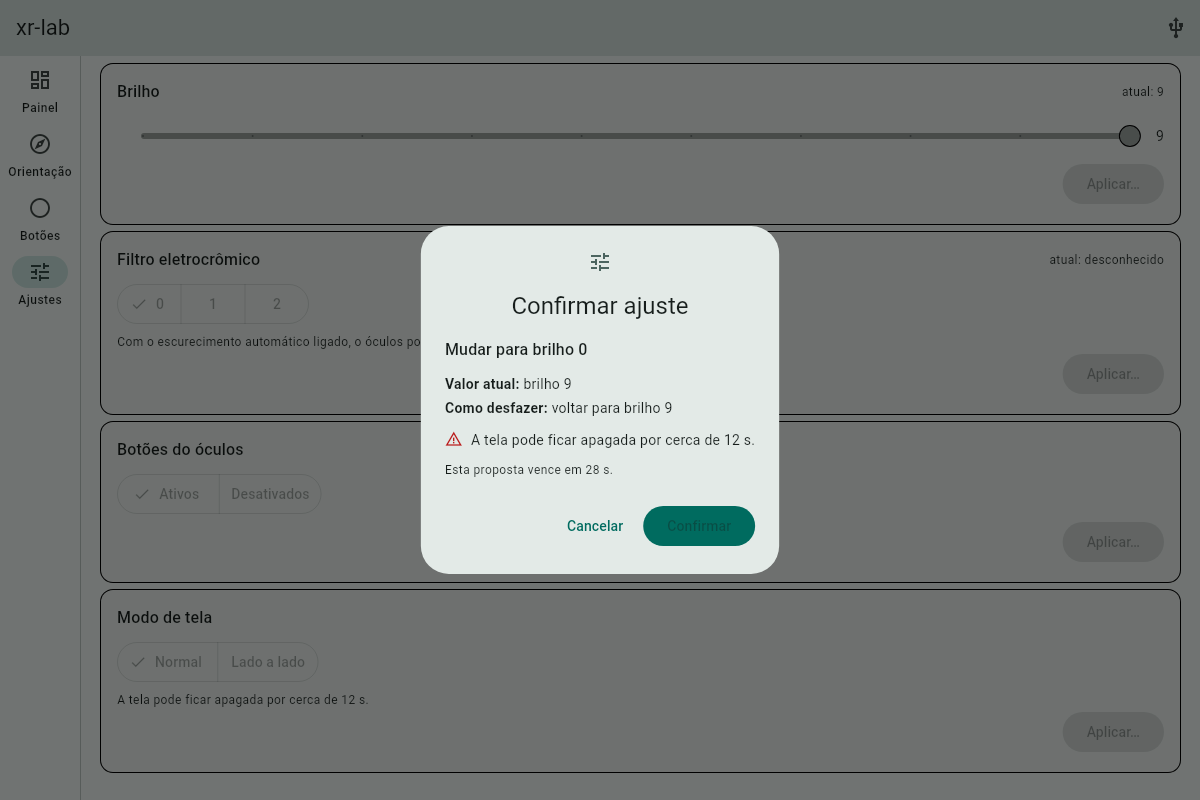 xr-lab
Painel
Orientação
Botões
Ajustes
Brilho
atual: 9
9
Aplicar…
Filtro eletrocrômico
atual: desconhecido
0 1 2
Com o escurecimento automático ligado, o óculos po
Aplicar…
Confirmar ajuste
Mudar para brilho 0
Valor atual: brilho 9
Como desfazer: voltar para brilho 9
A tela pode ficar apagada por cerca de 12 s.
Esta proposta vence em 28 s.
Cancelar Confirmar
Botões do óculos
Ativos Desativados
Aplicar…
Modo de tela
Normal Lado a lado
A tela pode ficar apagada por cerca de 12 s.
Aplicar…